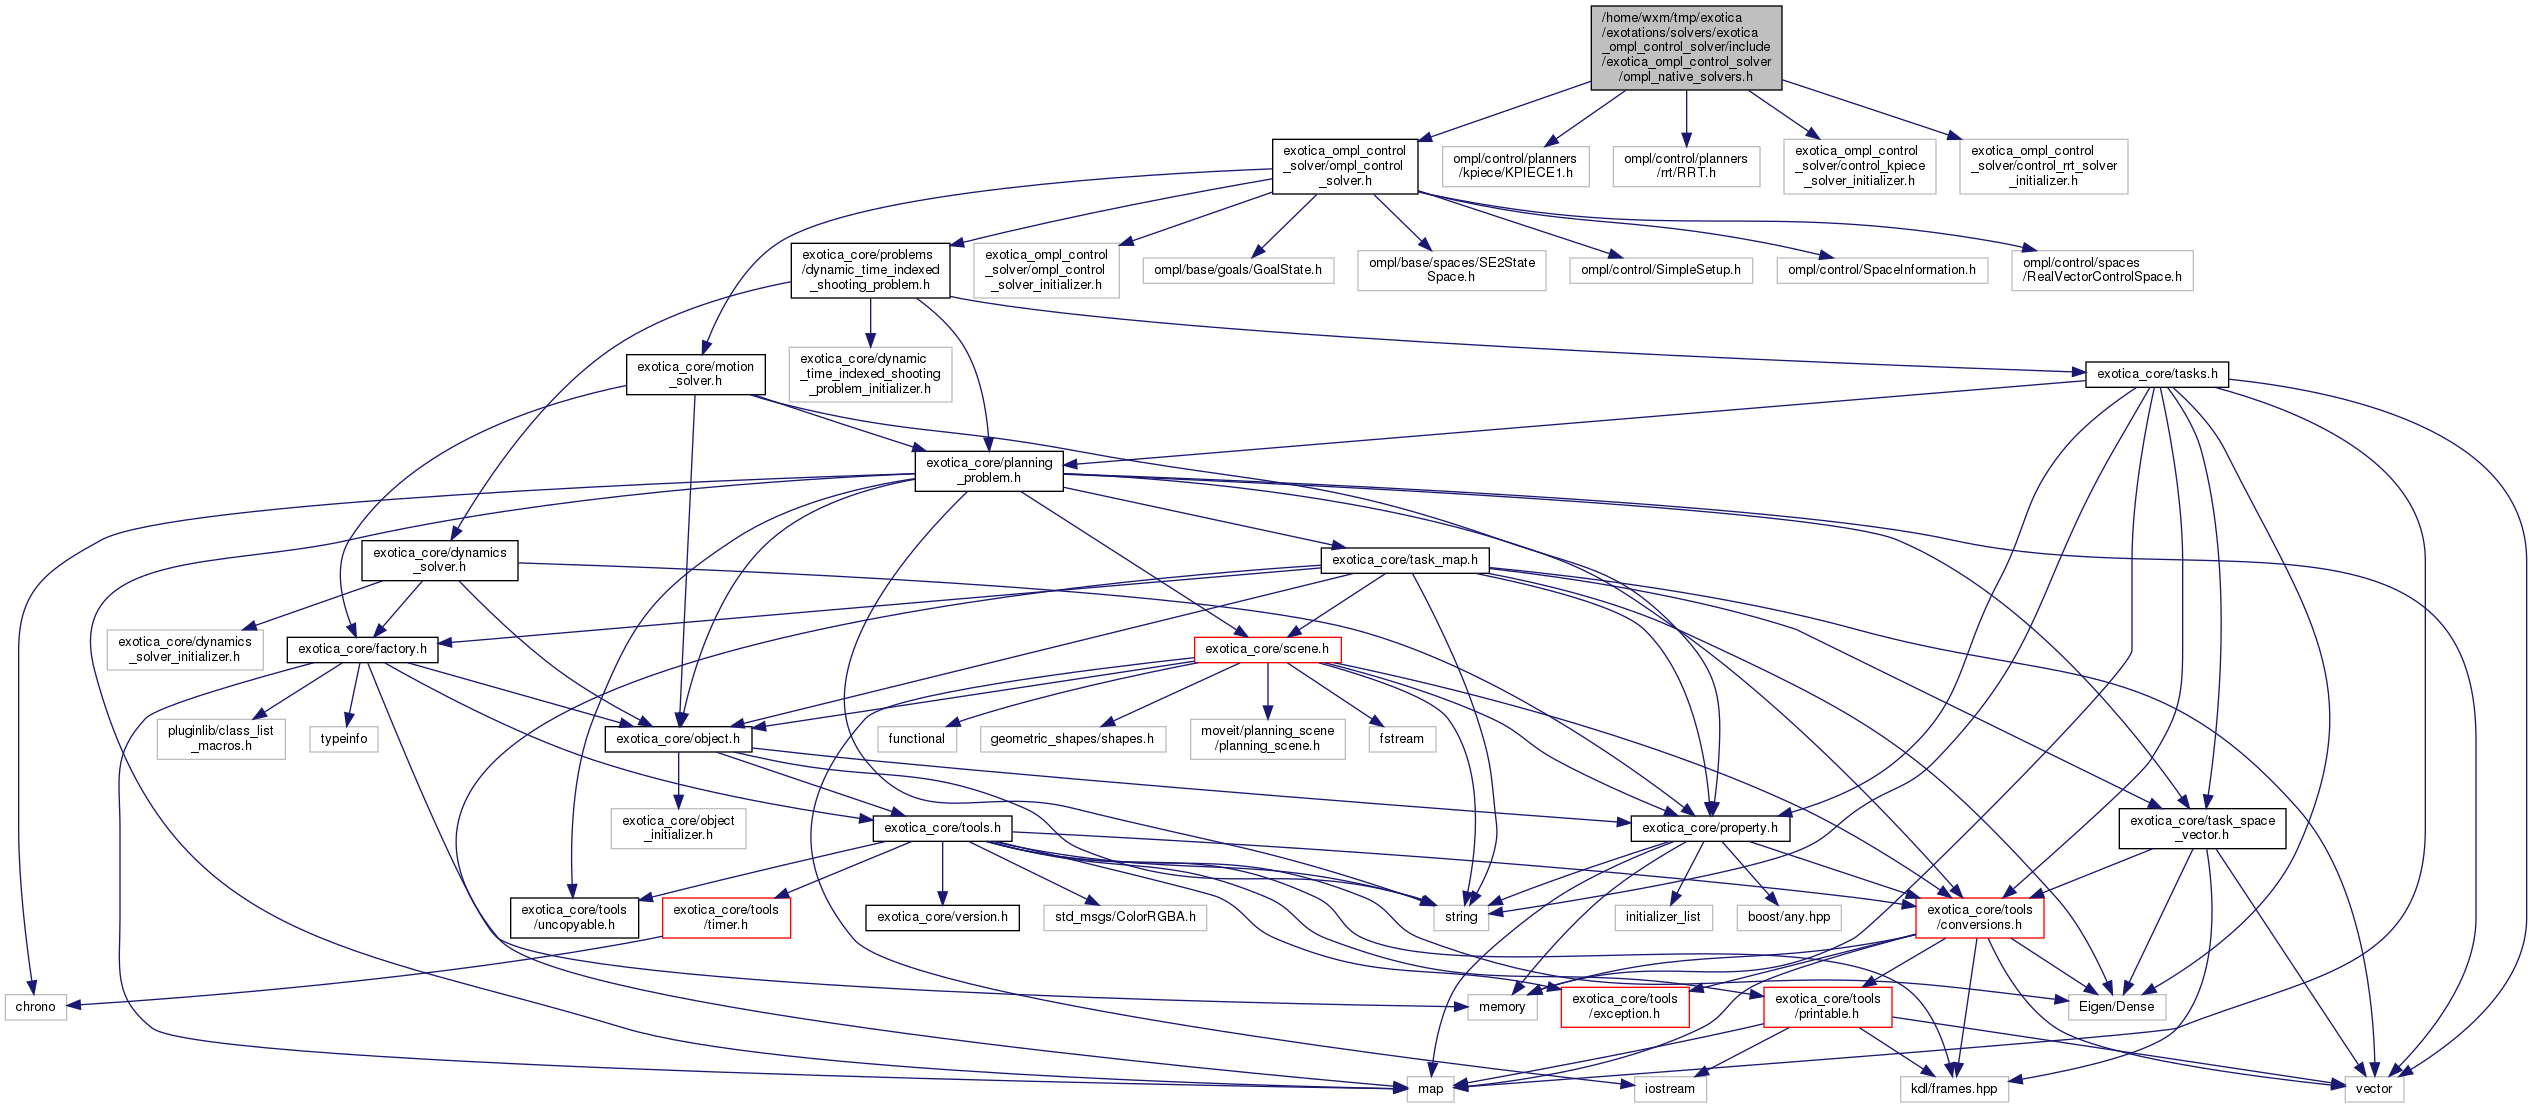 /home/wxm/tmp/exotica
/exotations/solvers/exotica
_ompl_control_solver/include
/exotica_ompl_control_solver
/ompl_native_solvers.h
exotica_ompl_control
_solver/ompl_control
_solver.h
ompl/control/planners
/kpiece/KPIECE1.h
ompl/control/planners
/rrt/RRT.h
exotica_ompl_control
_solver/control_kpiece
_solver_initializer.h
exotica_ompl_control
_solver/control_rrt_solver
_initializer.h
exotica_core/problems
/dynamic_time_indexed
_shooting_problem.h
exotica_ompl_control
_solver/ompl_control
_solver_initializer.h
ompl/base/goals/GoalState.h
ompl/base/spaces/SE2State
Space.h
ompl/control/SimpleSetup.h
ompl/control/SpaceInformation.h
ompl/control/spaces
/RealVectorControlSpace.h
exotica_core/motion
_solver.h
exotica_core/dynamic
_time_indexed_shooting
_problem_initializer.h
exotica_core/tasks.h
exotica_core/planning
_problem.h
exotica_core/dynamics
_solver.h
exotica_core/task_map.h
exotica_core/dynamics
_solver_initializer.h
exotica_core/factory.h
exotica_core/scene.h
pluginlib/class_list
_macros.h
typeinfo
exotica_core/object.h
functional
geometric_shapes/shapes.h
moveit/planning_scene
/planning_scene.h
fstream
exotica_core/object
_initializer.h
exotica_core/tools.h
exotica_core/property.h
exotica_core/task_space
_vector.h
exotica_core/tools
/uncopyable.h
exotica_core/tools
/timer.h
exotica_core/version.h
std_msgs/ColorRGBA.h
string
initializer_list
boost/any.hpp
exotica_core/tools
/conversions.h
chrono
memory
exotica_core/tools
/exception.h
exotica_core/tools
/printable.h
Eigen/Dense
map
iostream
kdl/frames.hpp
vector